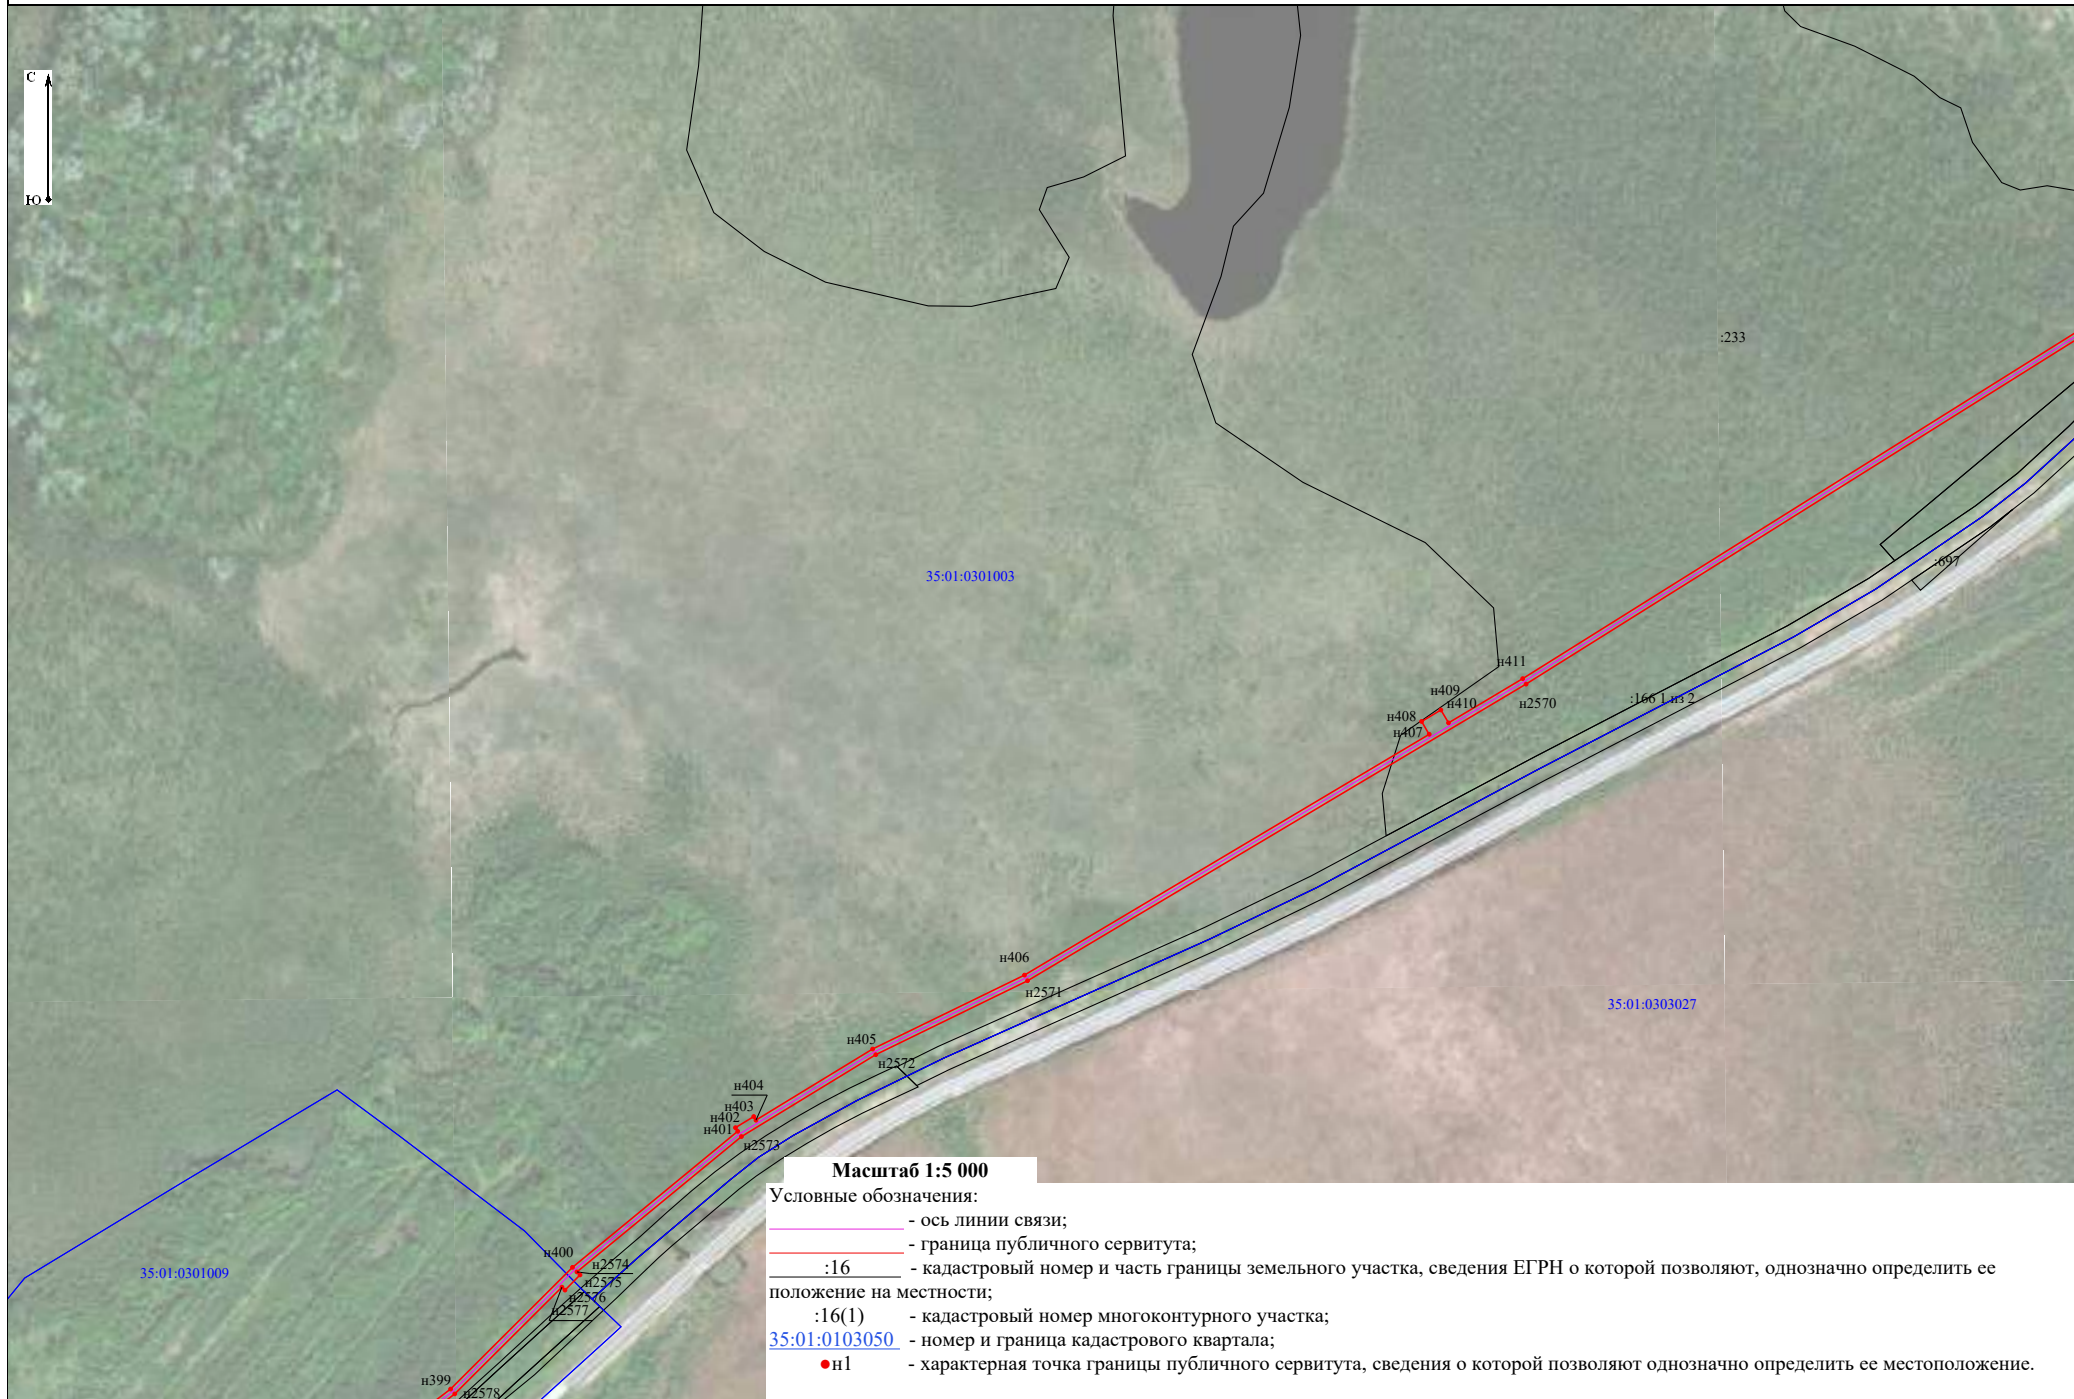 С
Ю
:233
35:01:0301003
:697
н411
н409
н410
н2570
:166 1 из 2
н408
н407
н406
н2571
35:01:0303027
н405
н2572
н404
н403
н402
н401
н2573
н400
н2574
н2575
н2576
н2577
35:01:0301009
н399
н2578
Масштаб 1:5 000
Условные обозначения:
- ось линии связи;
- граница публичного сервитута;
:16 - кадастровый номер и часть границы земельного участка, сведения ЕГРН о которой позволяют, однозначно определить ее
положение на местности;
:16(1) - кадастровый номер многоконтурного участка;
35:01:0103050 - номер и граница кадастрового квартала;
н1 - характерная точка границы публичного сервитута, сведения о которой позволяют однозначно определить ее местоположение.